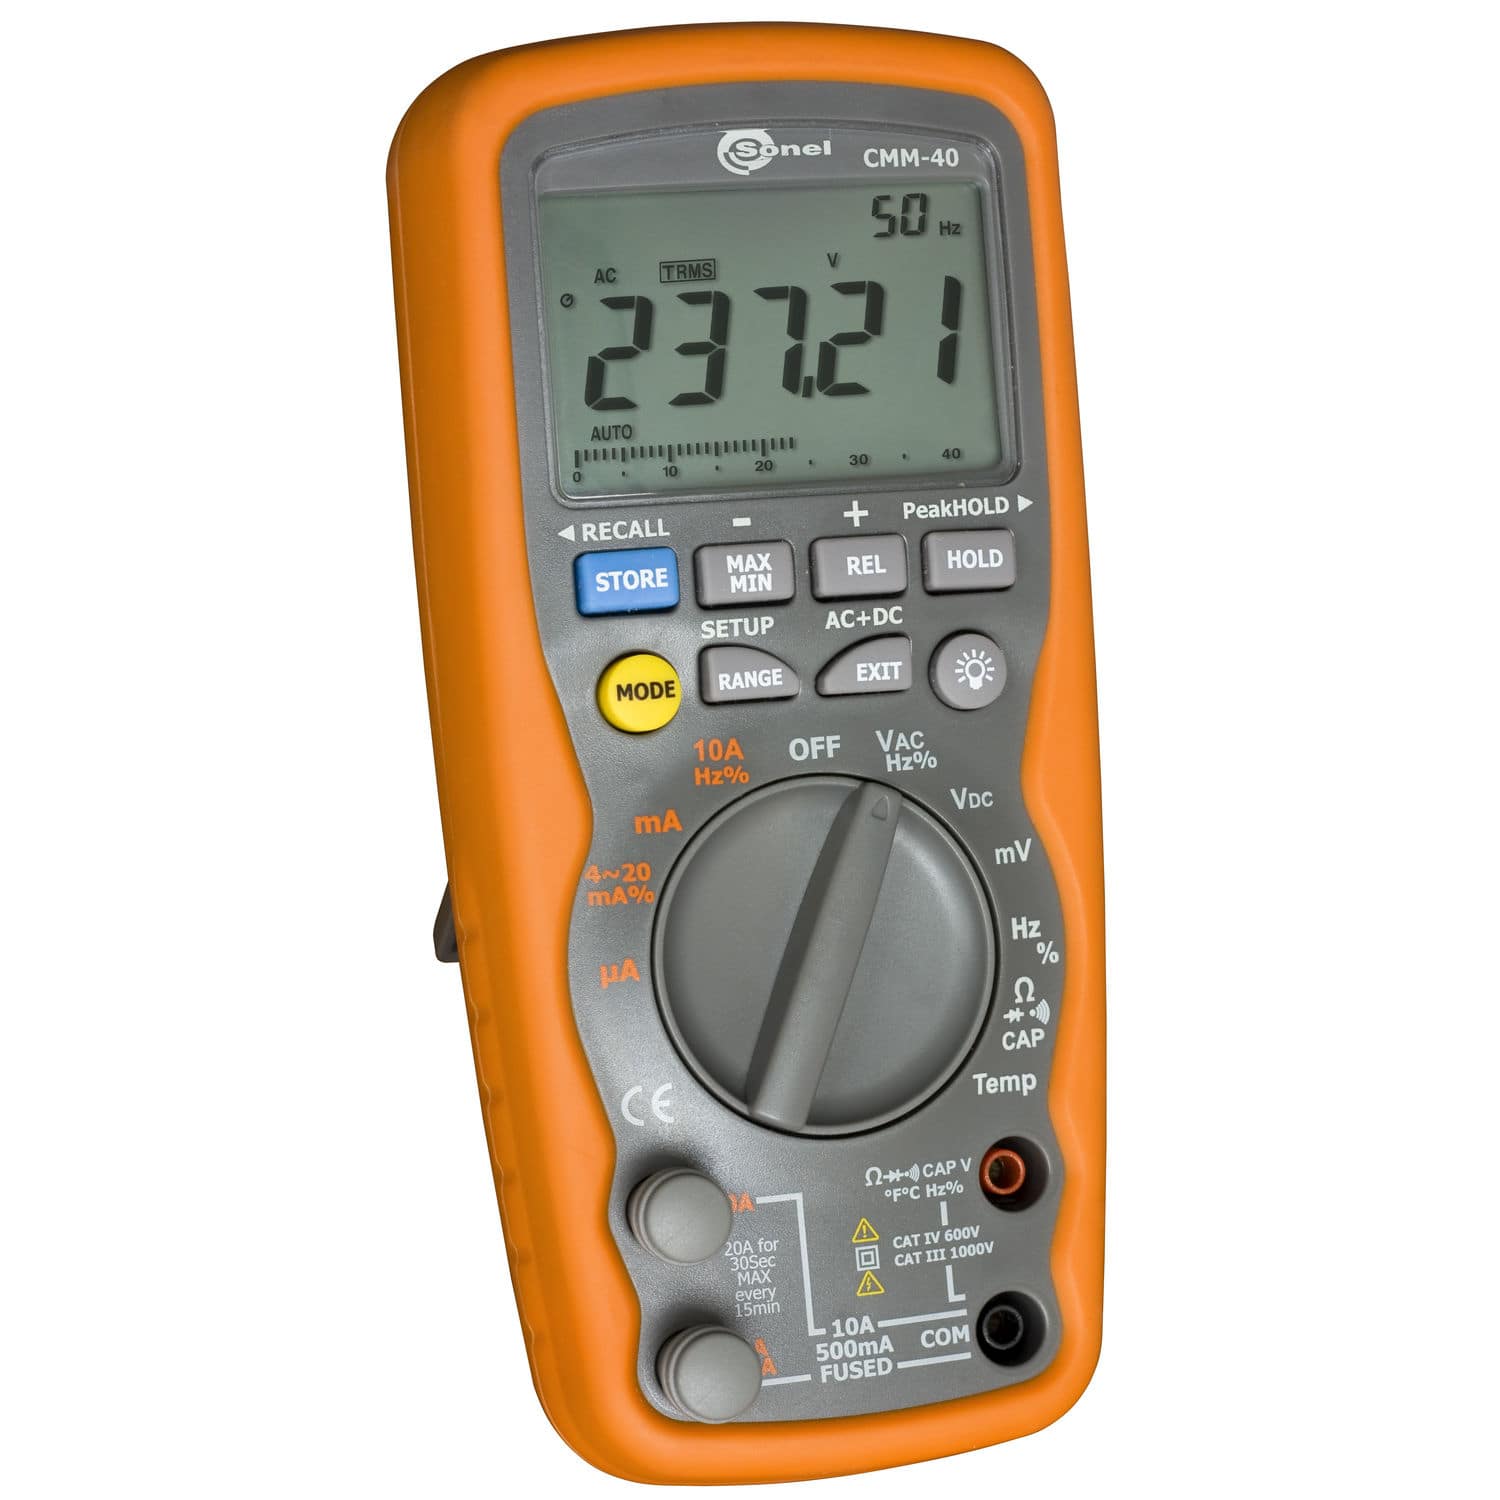 Sonel
CMM-40
50 Hz
AC TRMS V
237.21
AUTO
0 10 20 30 40
◄ RECALL - + PeakHOLD ►
STORE
MAX
MIN
REL
HOLD
SETUP AC+DC
MODE
RANGE
EXIT
10A
Hz%
OFF
VAC
Hz%
VDC
mA
mV
4~20
mA%
Hz
%
µA
Ω
CAP
Temp
CE
Ω CAP V
°F°C Hz%
20A for
30Sec
MAX
every
15min
CAT IV 600V
CAT III 1000V
10A
500mA
FUSED
COM